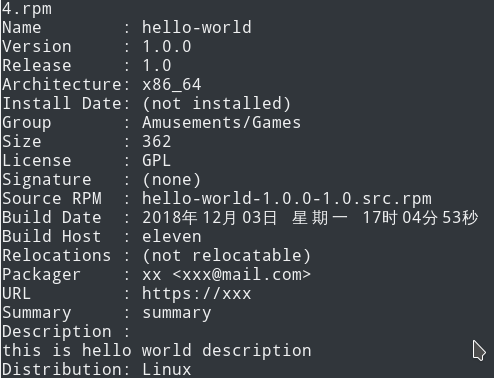 4.rpm
Name        : hello-world
Version     : 1.0.0
Release     : 1.0
Architecture: x86_64
Install Date: (not installed)
Group       : Amusements/Games
Size        : 362
License     : GPL
Signature   : (none)
Source RPM  : hello-world-1.0.0-1.0.src.rpm
Build Date  : 2018年12月03日 星期一 17时04分53秒
Build Host  : eleven
Relocations : (not relocatable)
Packager    : xx <xxx@mail.com>
URL         : https://xxx
Summary     : summary
Description :
this is hello world description
Distribution: Linux